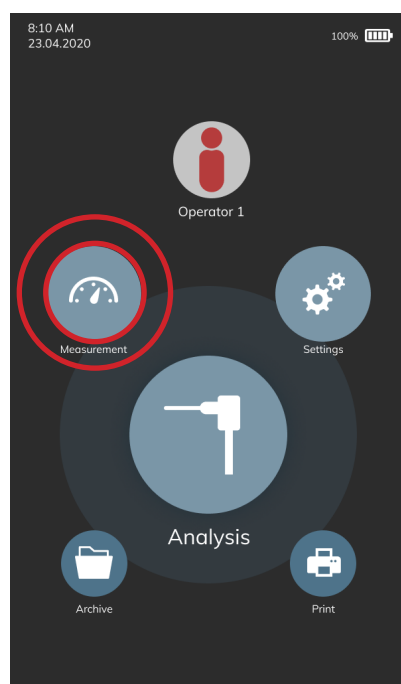 8:10 AM
23.04.2020
100%
Operator 1
Measurement
Settings
Analysis
Archive
Print